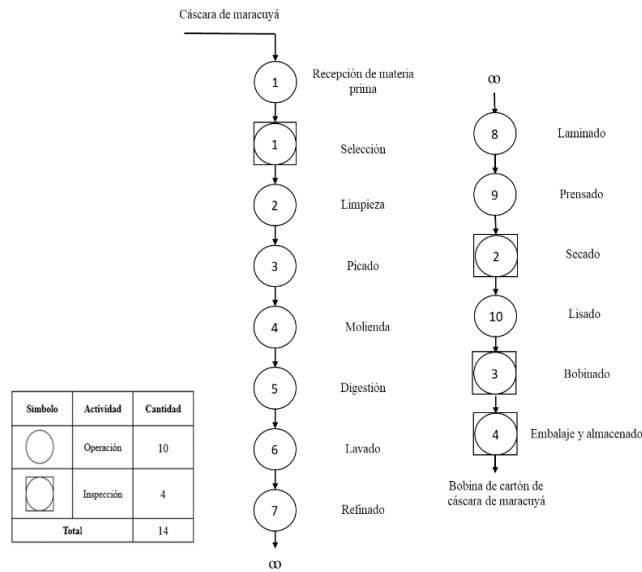 Cáscara de maracuyá
1
Recepción de materia
prima
1
Selección
2
Limpieza
3
Picado
4
Molienda
5
Digestión
6
Lavado
7
Refinado
∞
∞
8
Laminado
9
Prensado
2
Secado
10
Lisado
3
Bobinado
4
Embalaje y almacenado
Bobina de cartón de
cáscara de maracuyá
Símbolo Actividad Cantidad
Operación 10
Inspección 4
Total 14